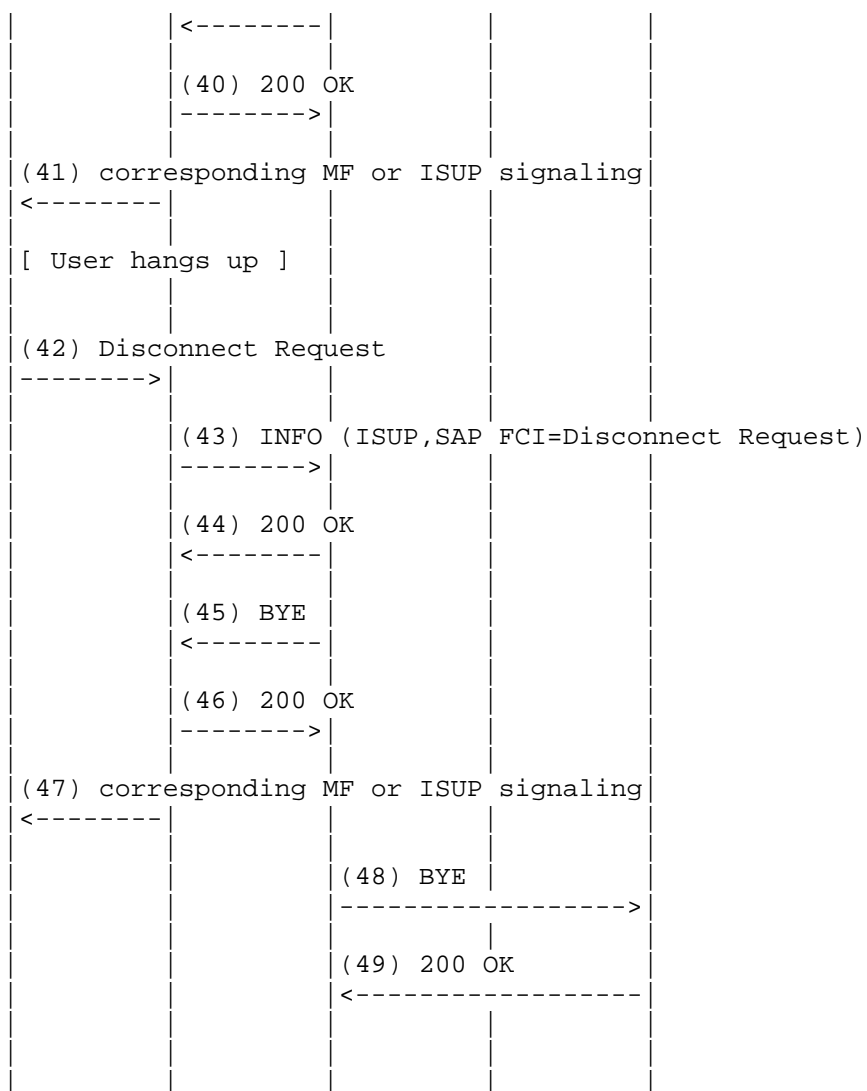 <--------
(40) 200 OK
-------->
(41) corresponding MF or ISUP signaling
<--------
[ User hangs up ]
(42) Disconnect Request
-------->
(43) INFO (ISUP,SAP FCI=Disconnect Request)
-------->
(44) 200 OK
<--------
(45) BYE
<--------
(46) 200 OK
-------->
(47) corresponding MF or ISUP signaling
<--------
(48) BYE
------------------>
(49) 200 OK
<------------------